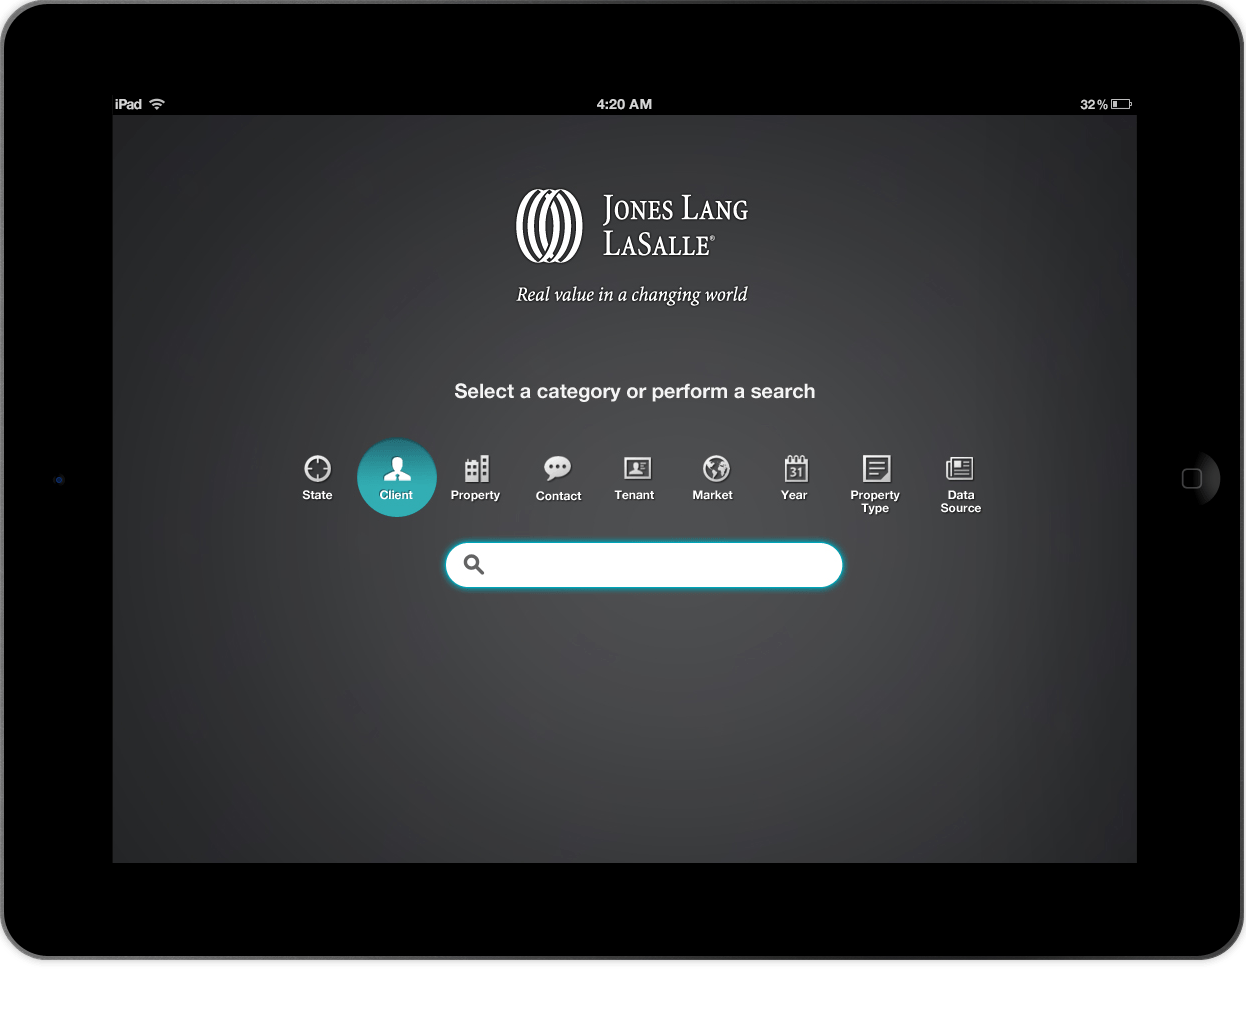 iPad 4:20 AM 32%
JONES LANG
LASALLE®
Real value in a changing world
Select a category or perform a search
State Client Property Contact Tenant Market 31 Year Property Type Data Source